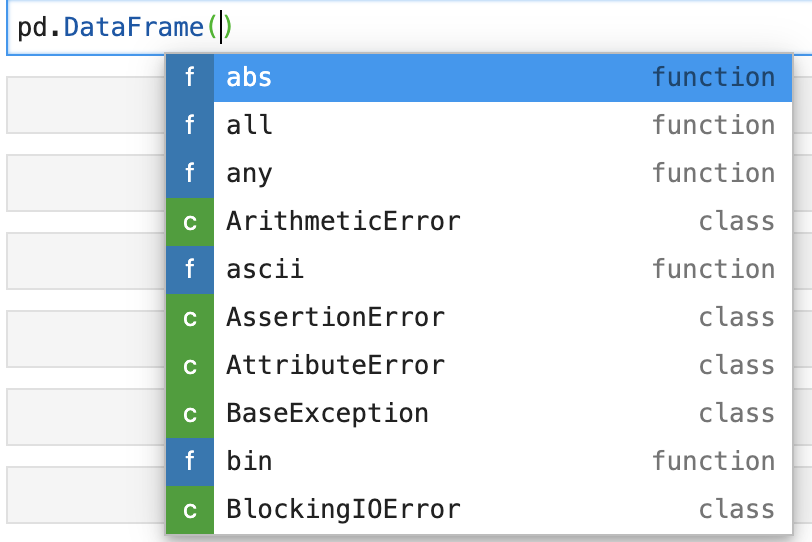 pd.DataFrame()
f abs function
f all function
f any function
c ArithmeticError class
f ascii function
c AssertionError class
c AttributeError class
c BaseException class
f bin function
c BlockingIOError class